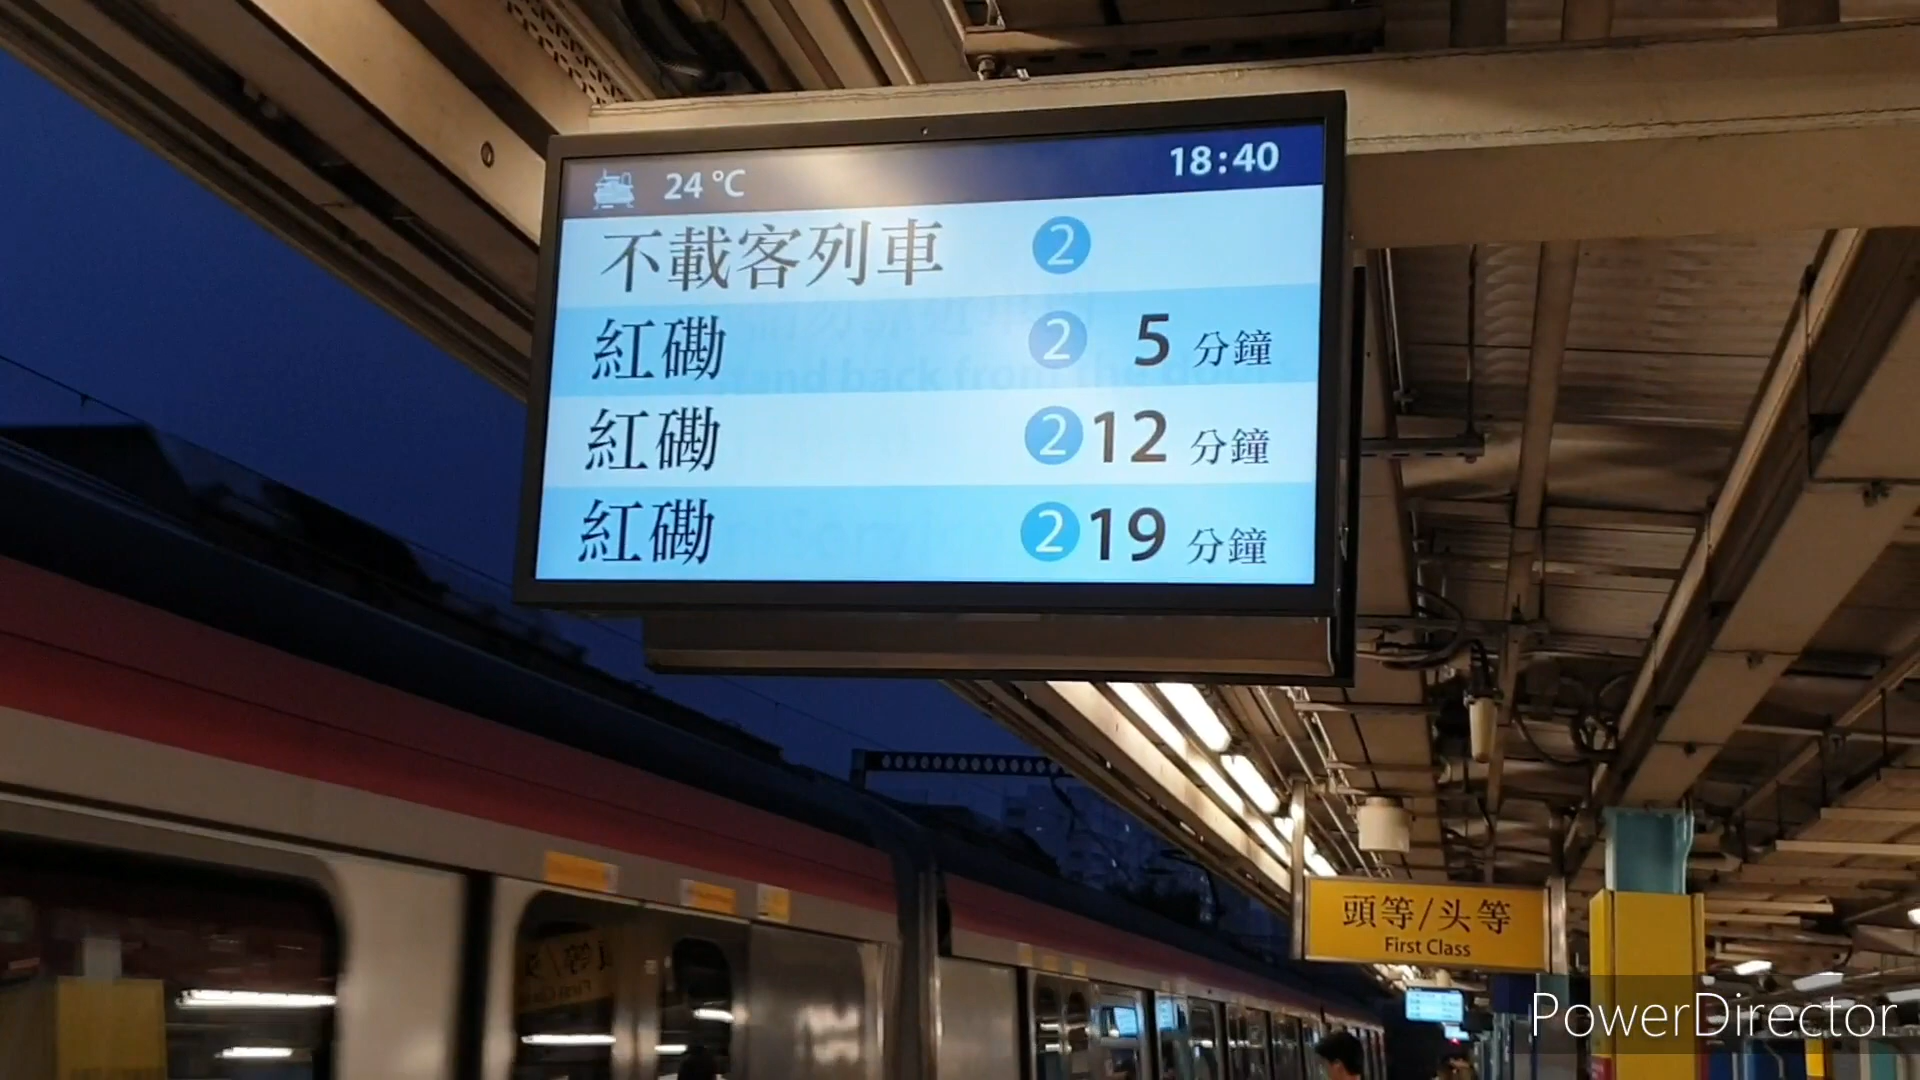 24 °C 18:40
不載客列車 2
紅磡 2 5 分鐘
紅磡 2 12 分鐘
紅磡 2 19 分鐘
頭等/头等
First Class
PowerDirector